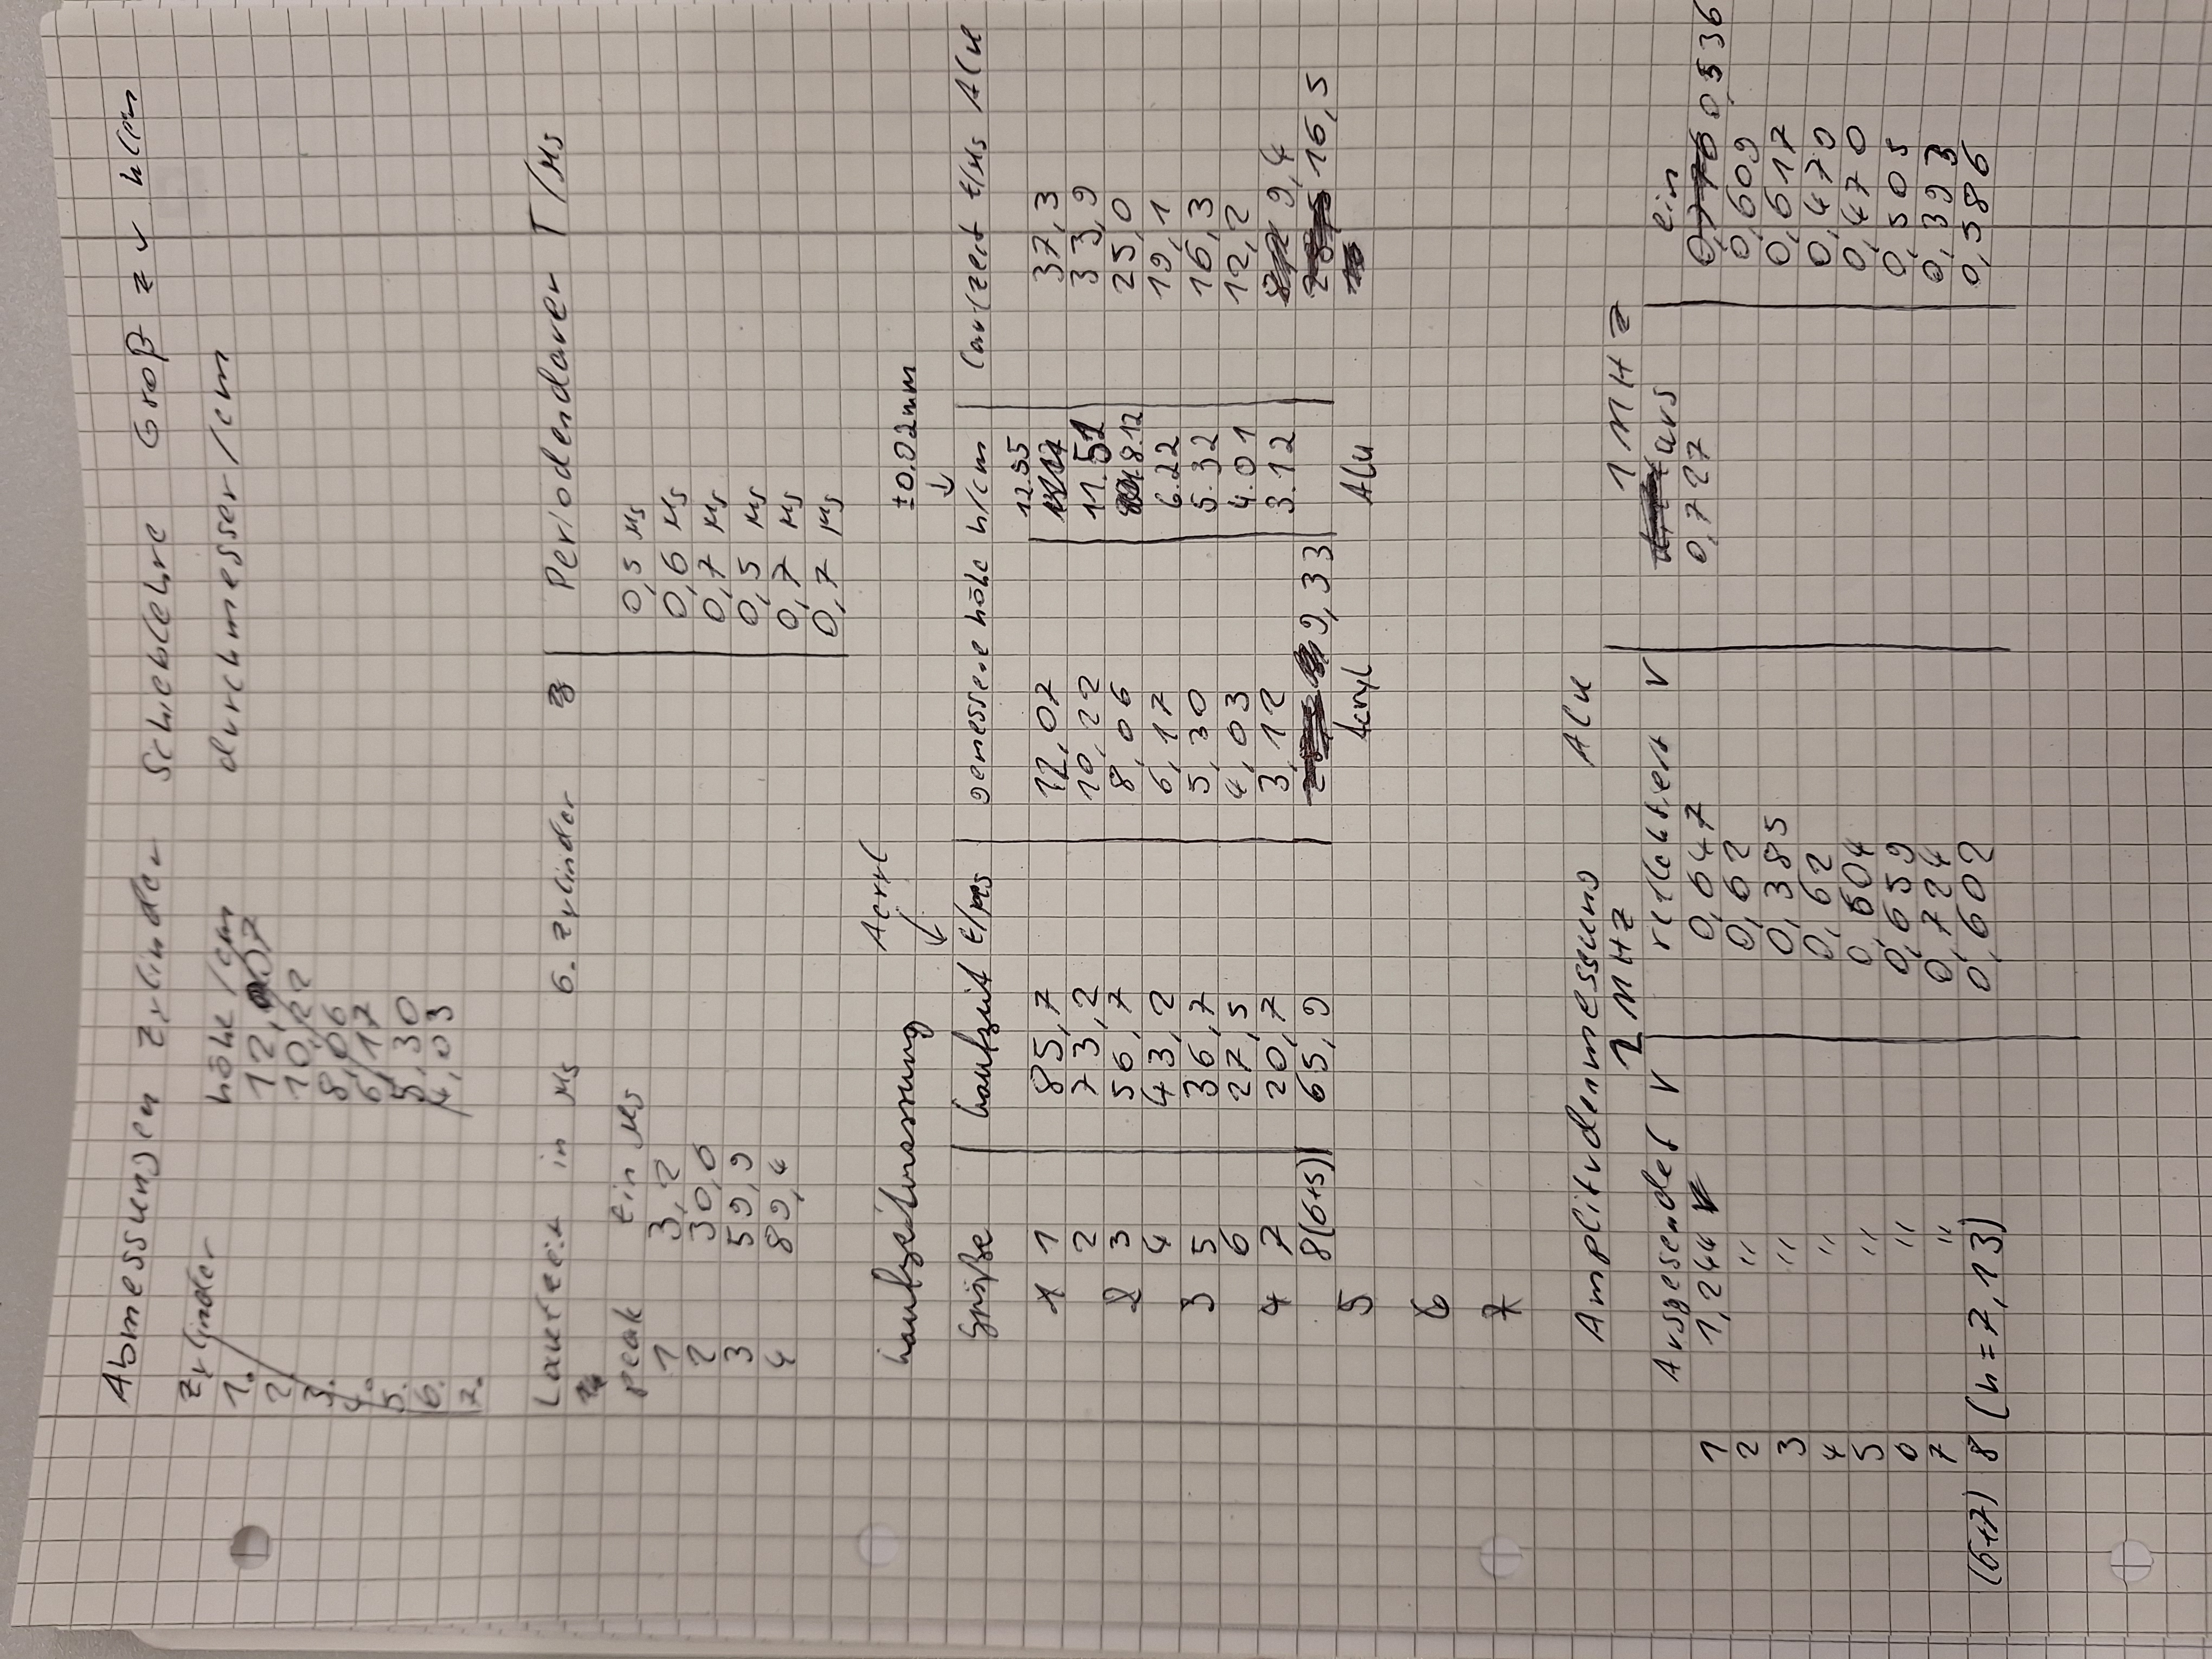 Abmessungen Zylinder Schieblehre Groß zu klein
Zylinder höhe/cm durchmesser/cm
1. 12,07
2. 10,22
3. 8,06
4. 6,17
5. 5,30
6. 4,03
7.
Laufzeit in µs 6. Zylinder Periodendauer T/µs
peak t in µs 0,5 µs
1 3,2 0,6 µs
2 30,6 0,7 µs
3 59,9 0,5 µs
4 89,4 0,7 µs
0,7 µs
Acryl
Laufzeitmessung ±0.02mm
Größe Laufzeit t/µs gemessene höhe h/cm Laufzeit t/µs Alu
12.55
1 1 85,7 12,07 37,3
2 73,2 10,22 11.51 33,9
2 3 56,7 8,06 8.12 25,0
4 43,2 6,17 6.22 19,1
3 5 36,7 5,30 5.32 16,3
6 27,5 4,03 4.01 12,2
4 7 20,7 3,12 3.12 9,4
8(6+5) 65,9 9,33 16,5
5 Acryl Alu
6
7
Amplitudenmessung Alu
2 MHz 1 MHz
Ausgesendet V reflektiert V aus ein
1 1,244 V 0,647 0,727 0,776 0,536
2 " 0,62 0,609
3 " 0,385 0,617
4 " 0,62 0,470
5 " 0,604 0,470
6 " 0,659 0,505
7 " 0,724 0,393
(6+7) 8 (h=7,13) 0,602 0,586